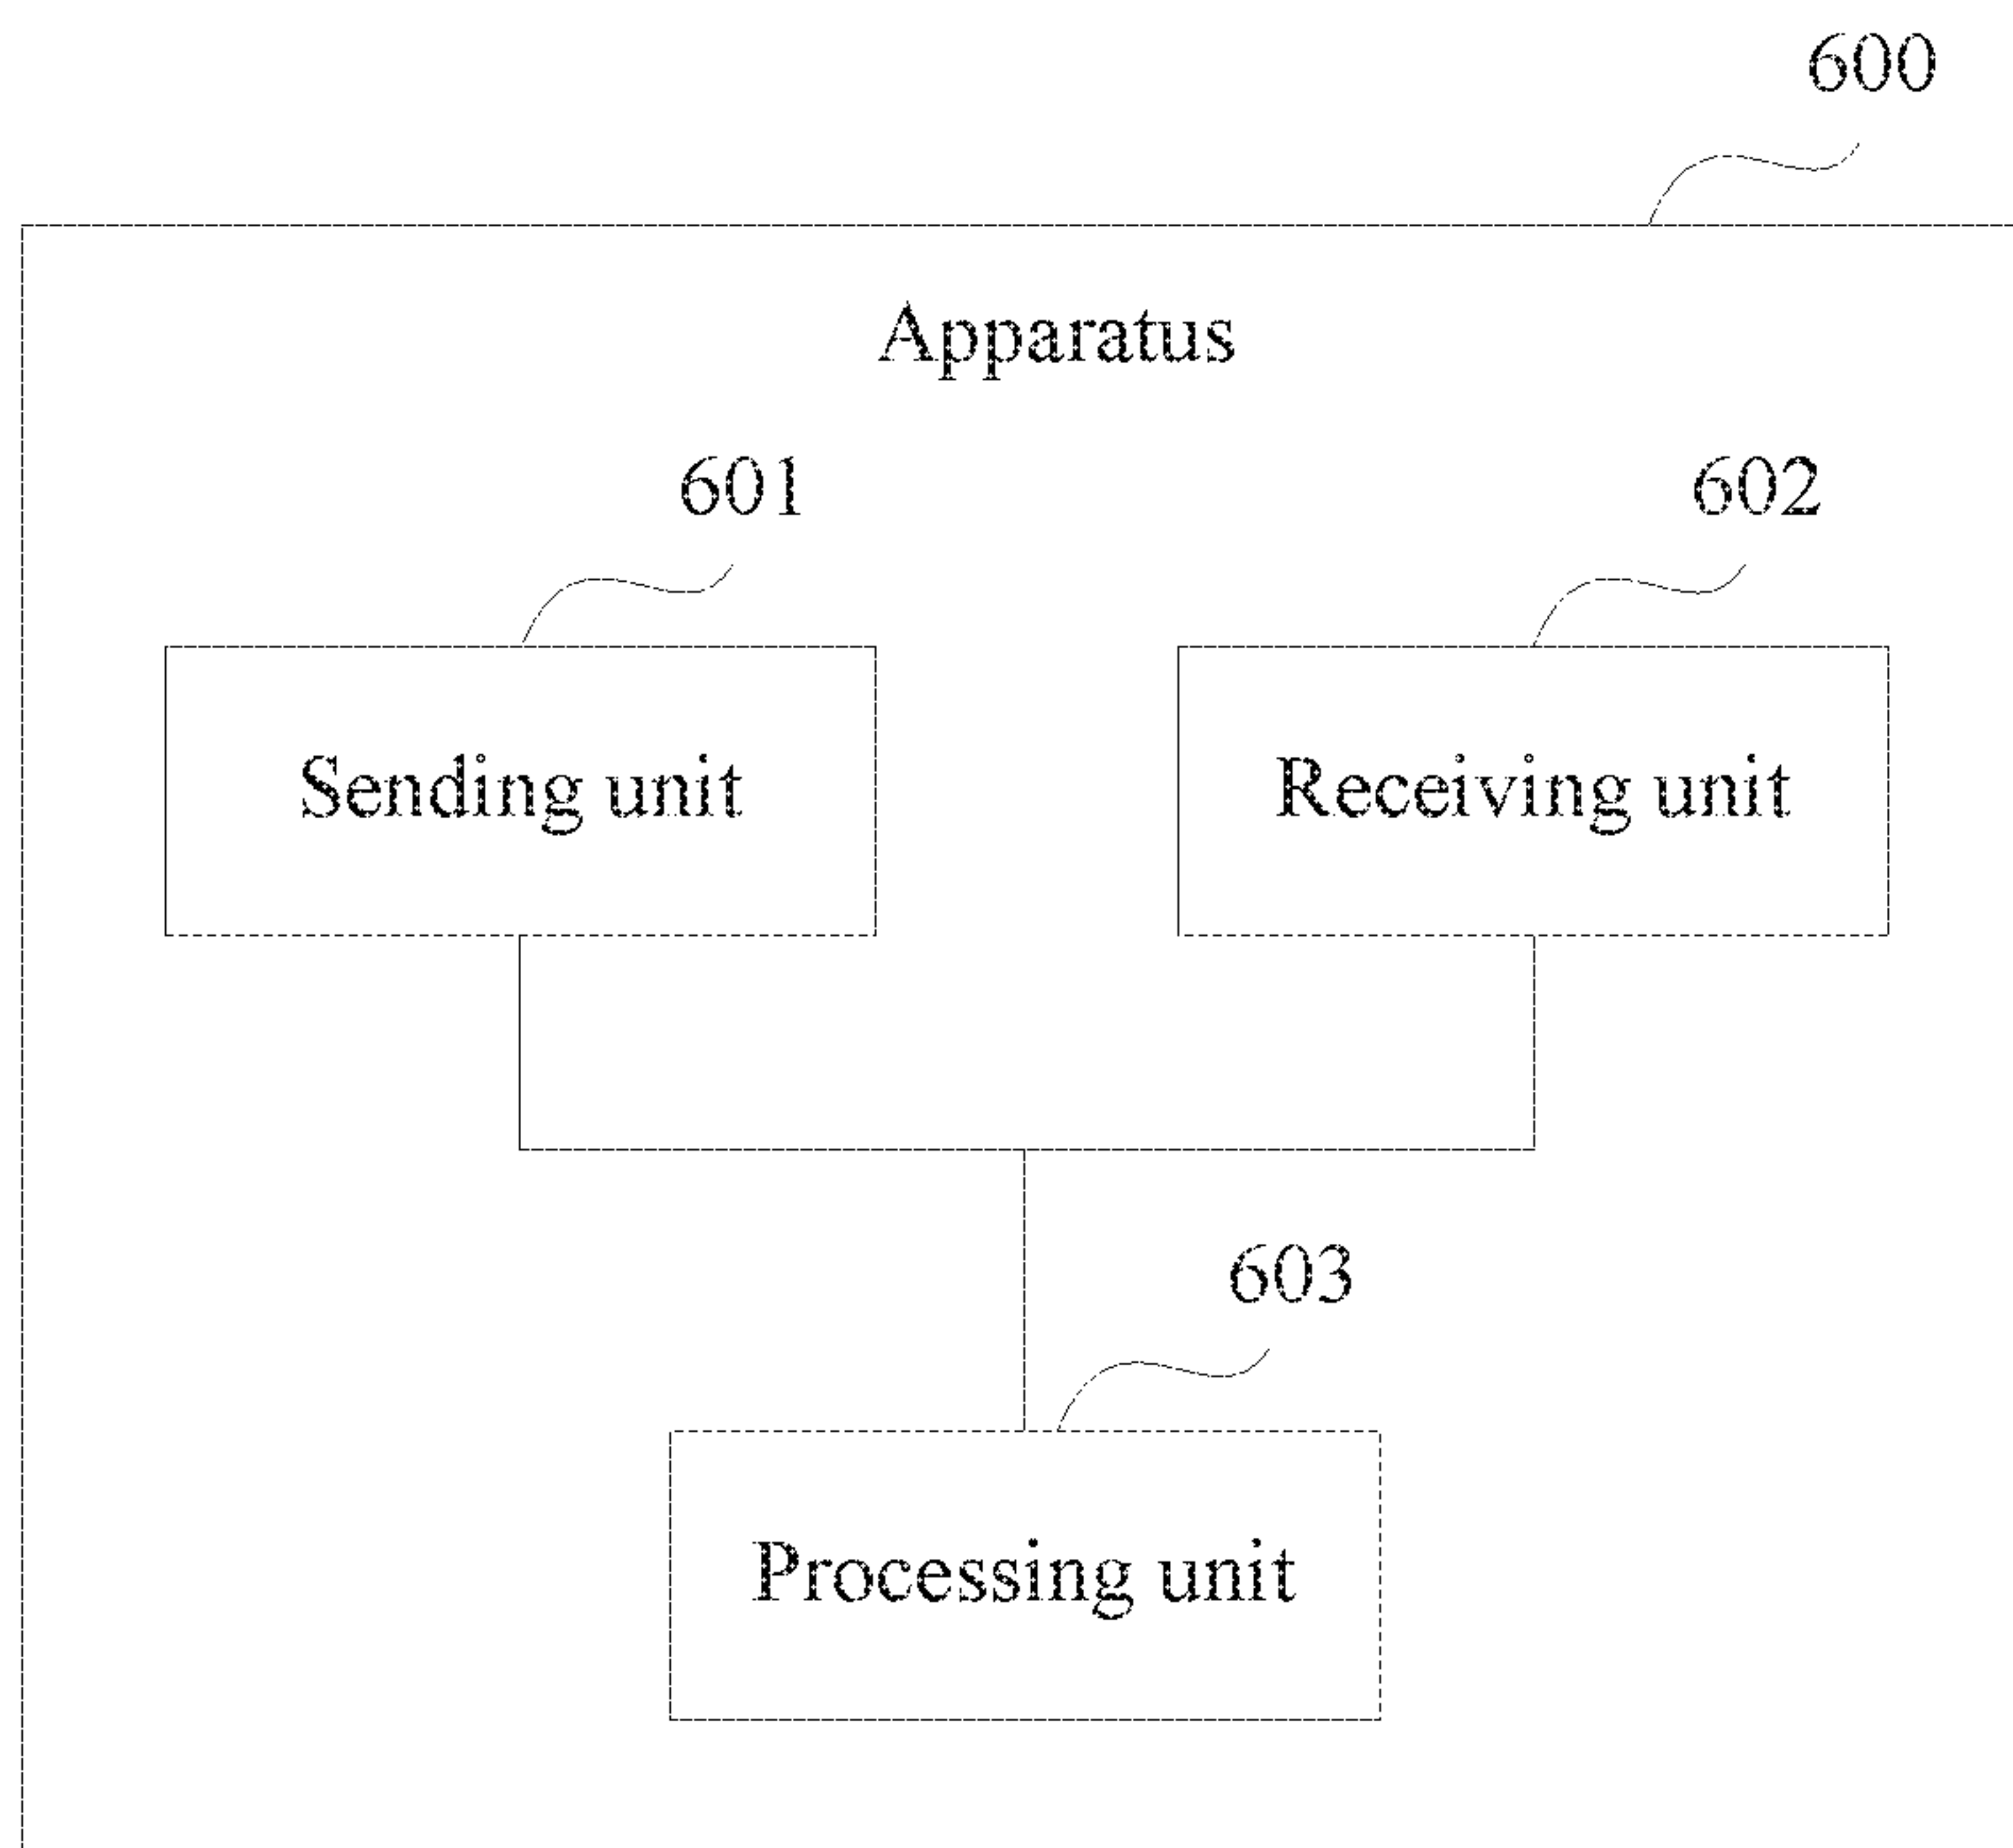 600
Apparatus
601
602
Sending unit
Receiving unit
603
Processing unit